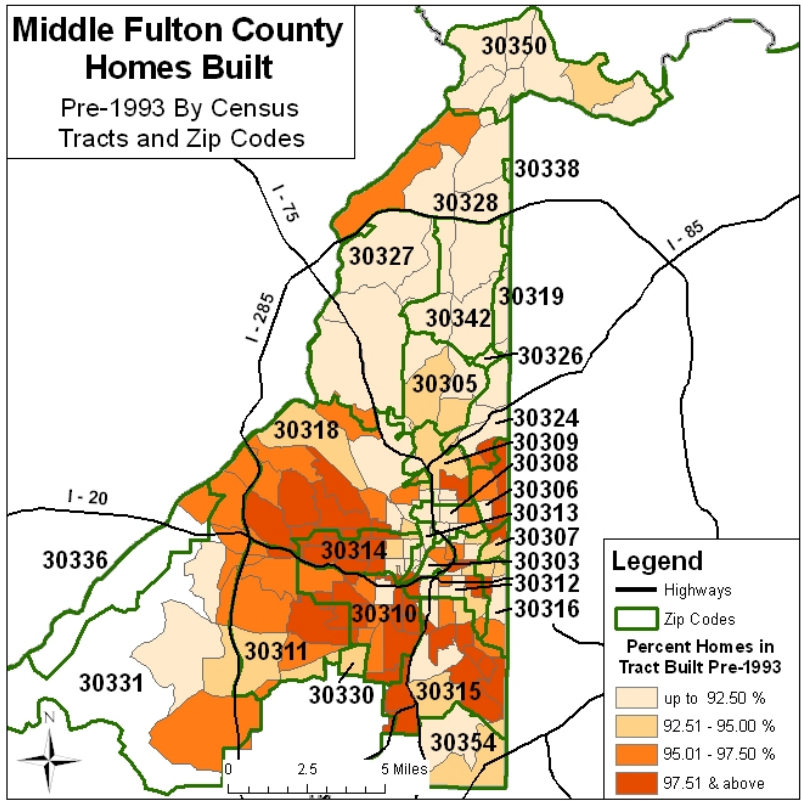 Middle Fulton County
Homes Built
Pre-1993 By Census
Tracts and Zip Codes
30350
30338
I - 75
30328
I - 85
30327
30319
I - 285
30342
30326
30305
30324
30318
30309
30308
I - 20
30306
30313
30307
30314
30336
30303
30312
30316
30310
30311
30331
30330
30315
30354
N
0 2.5 5 Miles
Legend
Highways
Zip Codes
Percent Homes in
Tract Built Pre-1993
up to 92.50 %
92.51 - 95.00 %
95.01 - 97.50 %
97.51 & above